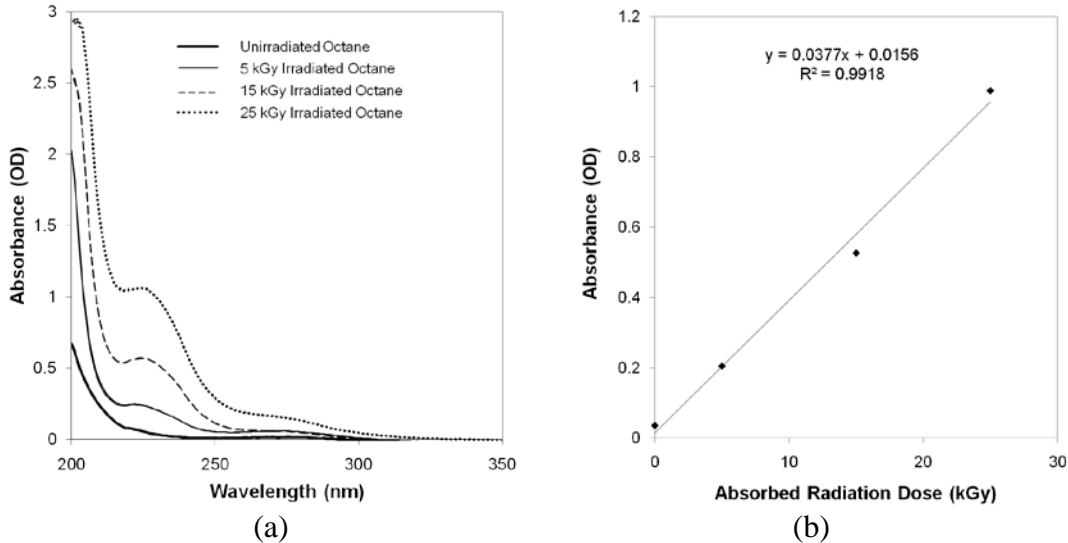 3
2.5
2
1.5
1
0.5
0
200
250
300
350
Absorbance (OD)
Wavelength (nm)
Unirradiated Octane
5 kGy Irradiated Octane
15 kGy Irradiated Octane
25 kGy Irradiated Octane
(a)
1.2
1
0.8
0.6
0.4
0.2
0
0
10
20
30
Absorbance (OD)
Absorbed Radiation Dose (kGy)
y = 0.0377x + 0.0156
R² = 0.9918
(b)